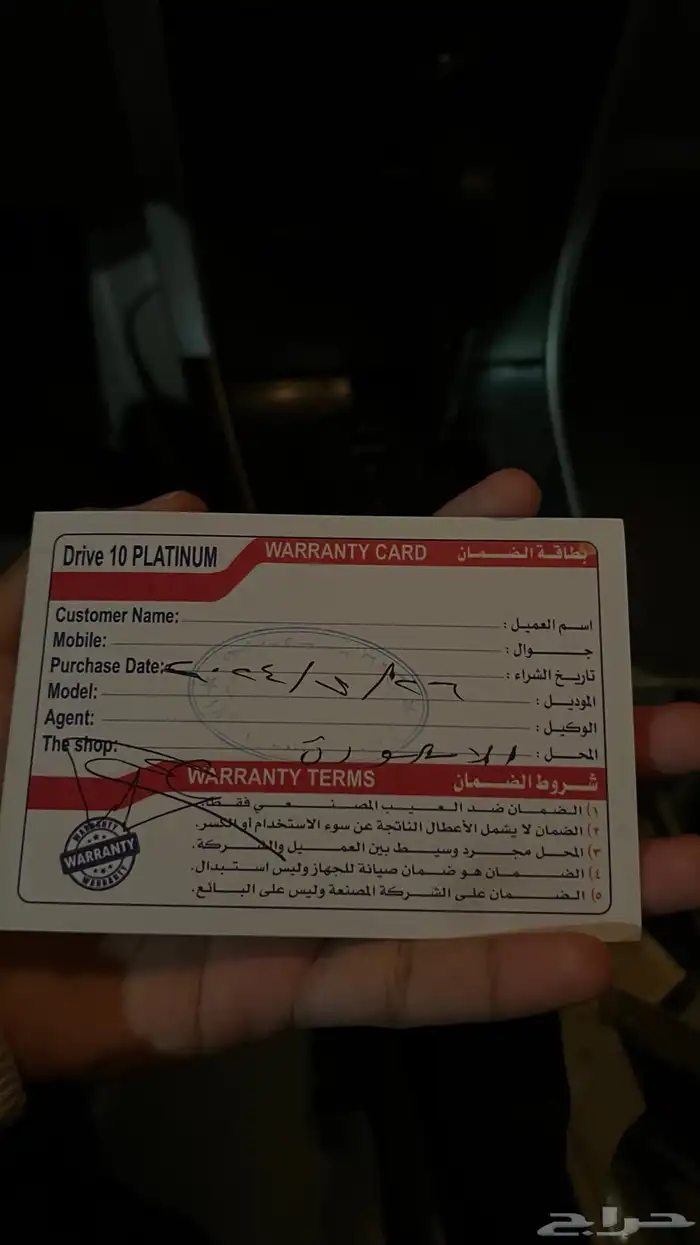 Drive 10 PLATINUM
WARRANTY CARD بطاقة الضمان
Customer Name: اسم العميل :
Mobile: جوال :
Purchase Date: تاريخ الشراء :
Model: الموديل :
Agent: الوكيل :
The shop: المحل :
WARRANTY TERMS شروط الضمان
١) الضمان ضد العيب المصنعي فقط.
٢) الضمان لا يشمل الأعطال الناتجة عن سوء الاستخدام أو الكسر.
٣) المحل مجرد وسيط بين العميل والشركة.
٤) الضمان هو ضمان صيانة للجهاز وليس استبدال.
٥) الضمان على الشركة المصنعة وليس على البائع.
WARRANTY
WARRANTY
WARRANTY
حراج